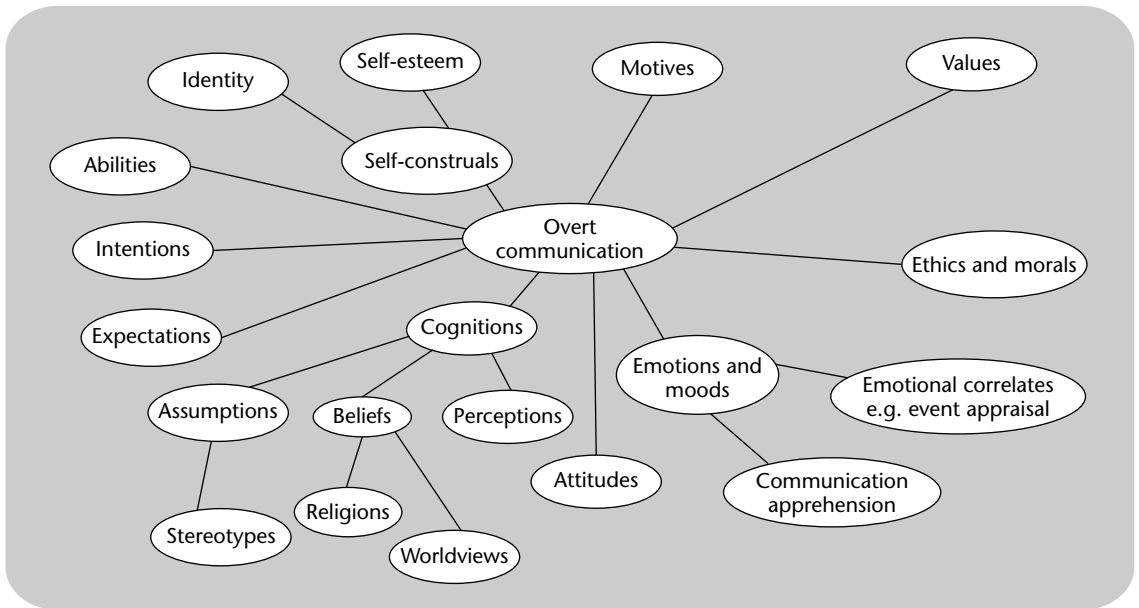 Self-esteem
Motives
Values
Identity
Self-construals
Abilities
Overt
communication
Intentions
Ethics and morals
Expectations
Cognitions
Emotions and
moods
Emotional correlates
e.g. event appraisal
Assumptions
Beliefs
Perceptions
Attitudes
Communication
apprehension
Religions
Stereotypes
Worldviews